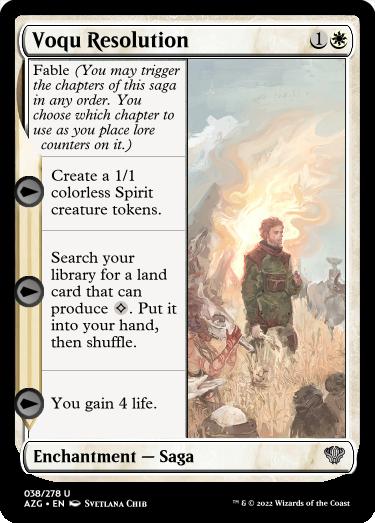 Voqu Resolution 1
Fable (You may trigger
the chapters of this saga
in any order. You
choose which chapter to
use as you place lore
counters on it.)
Create a 1/1
colorless Spirit
creature tokens.
Search your
library for a land
card that can
produce . Put it
into your hand,
then shuffle.
You gain 4 life.
Enchantment — Saga
038/278 U
AZG • EN Svetlana Chib
™ & © 2022 Wizards of the Coast